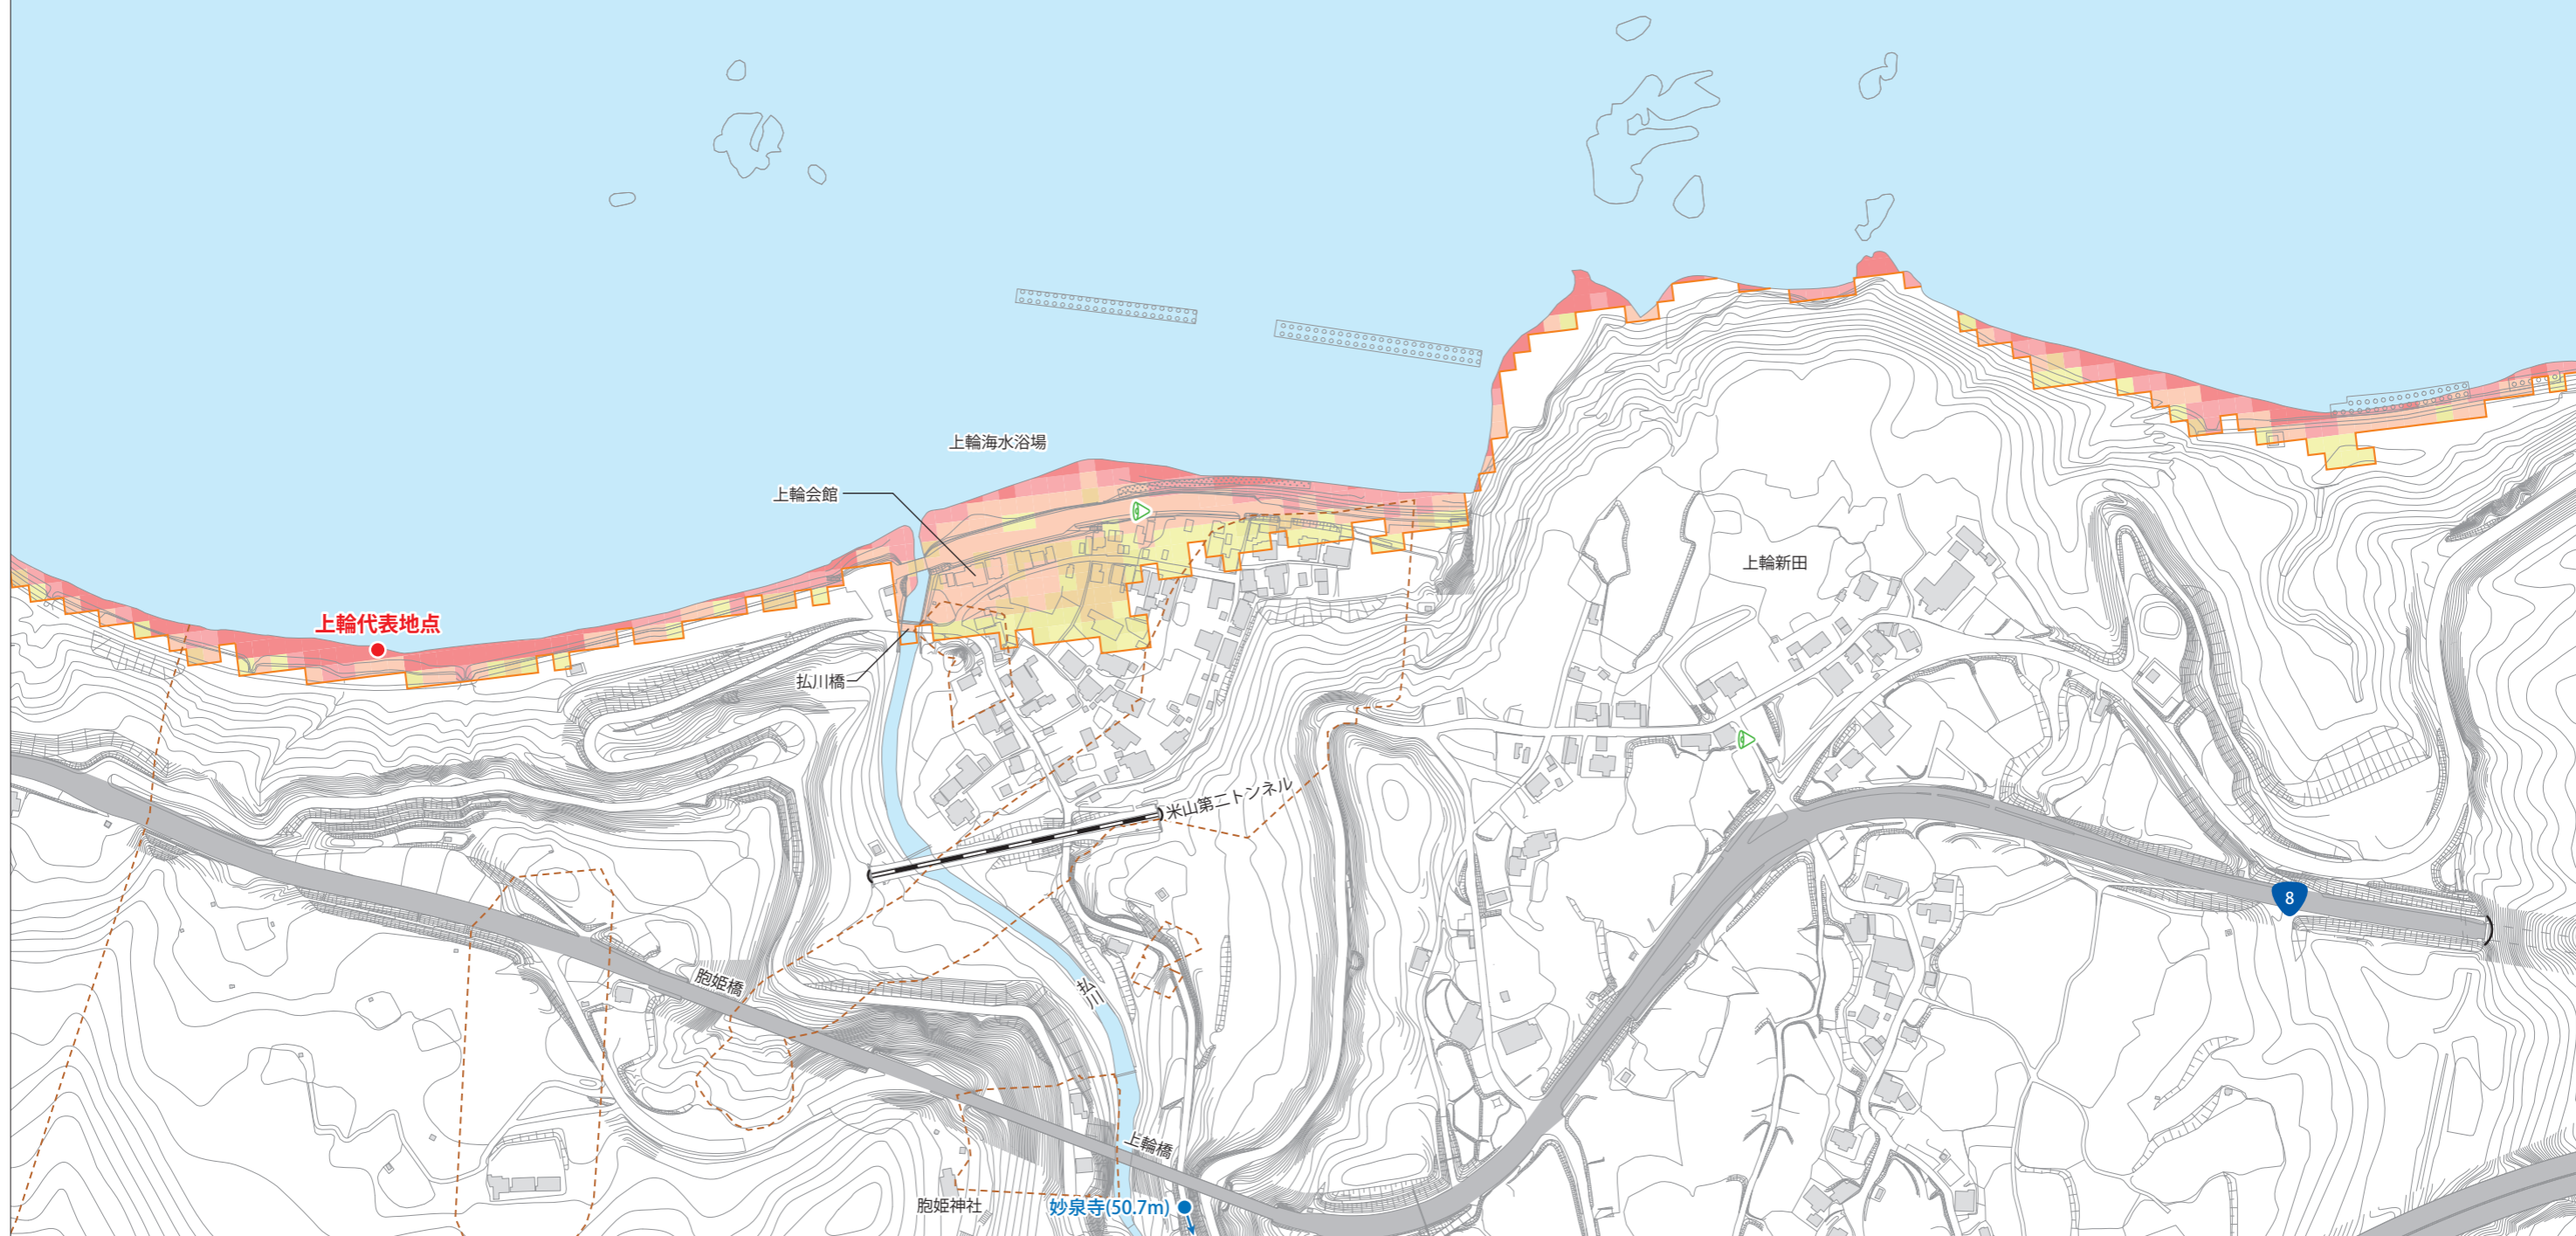 上輪海水浴場
上輪会館
上輪新田
上輪代表地点
払川橋
米山第二トンネル
8
胞姫橋
払川
上輪橋
胞姫神社
妙泉寺(50.7m)